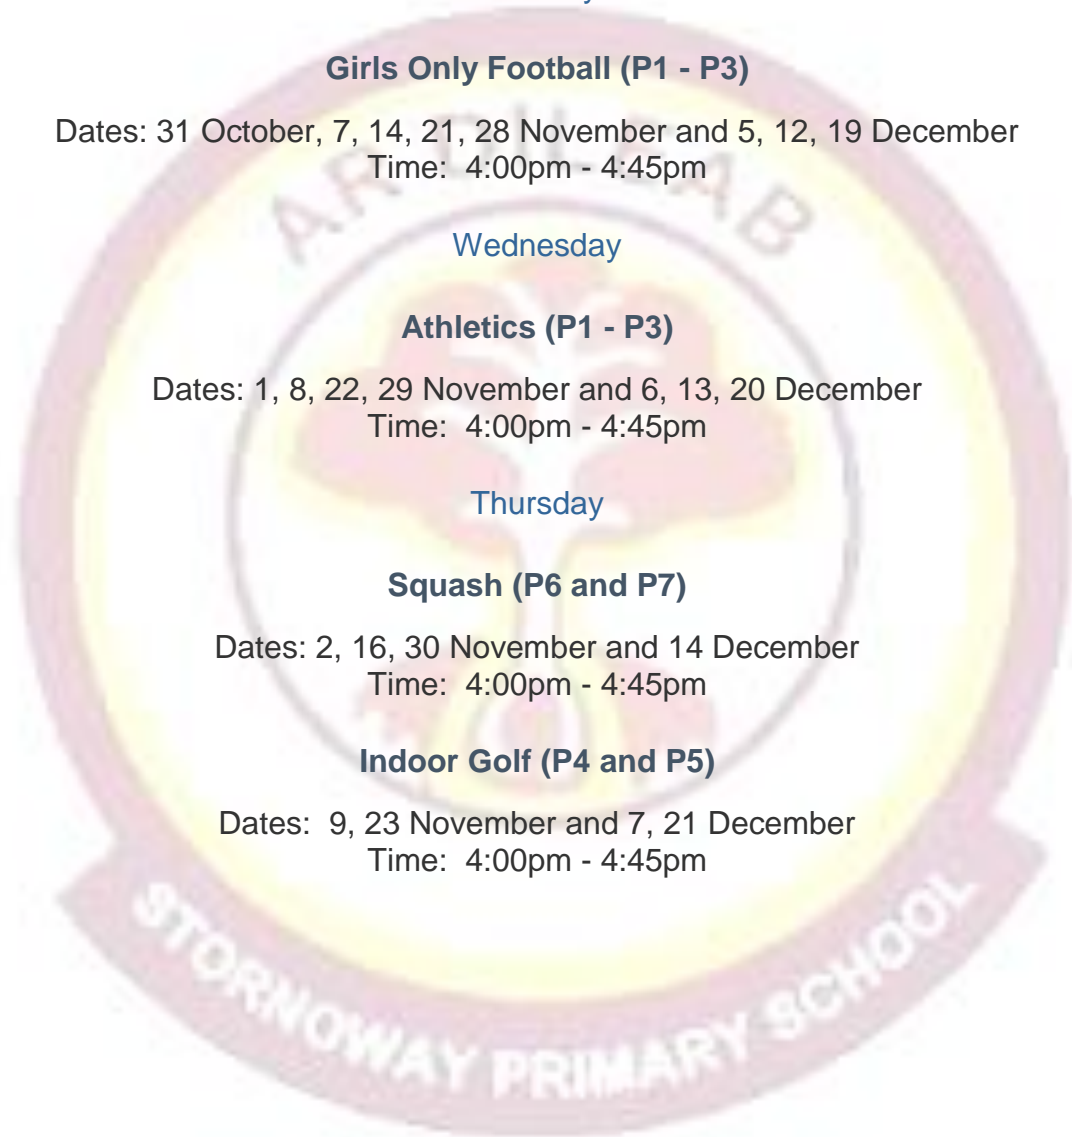 Girls Only Football (P1 - P3)
Dates: 31 October, 7, 14, 21, 28 November and 5, 12, 19 December
Time: 4:00pm - 4:45pm
Wednesday
Athletics (P1 - P3)
Dates: 1, 8, 22, 29 November and 6, 13, 20 December
Time: 4:00pm - 4:45pm
Thursday
Squash (P6 and P7)
Dates: 2, 16, 30 November and 14 December
Time: 4:00pm - 4:45pm
Indoor Golf (P4 and P5)
Dates: 9, 23 November and 7, 21 December
Time: 4:00pm - 4:45pm
STORNOWAY PRIMARY SCHOOL